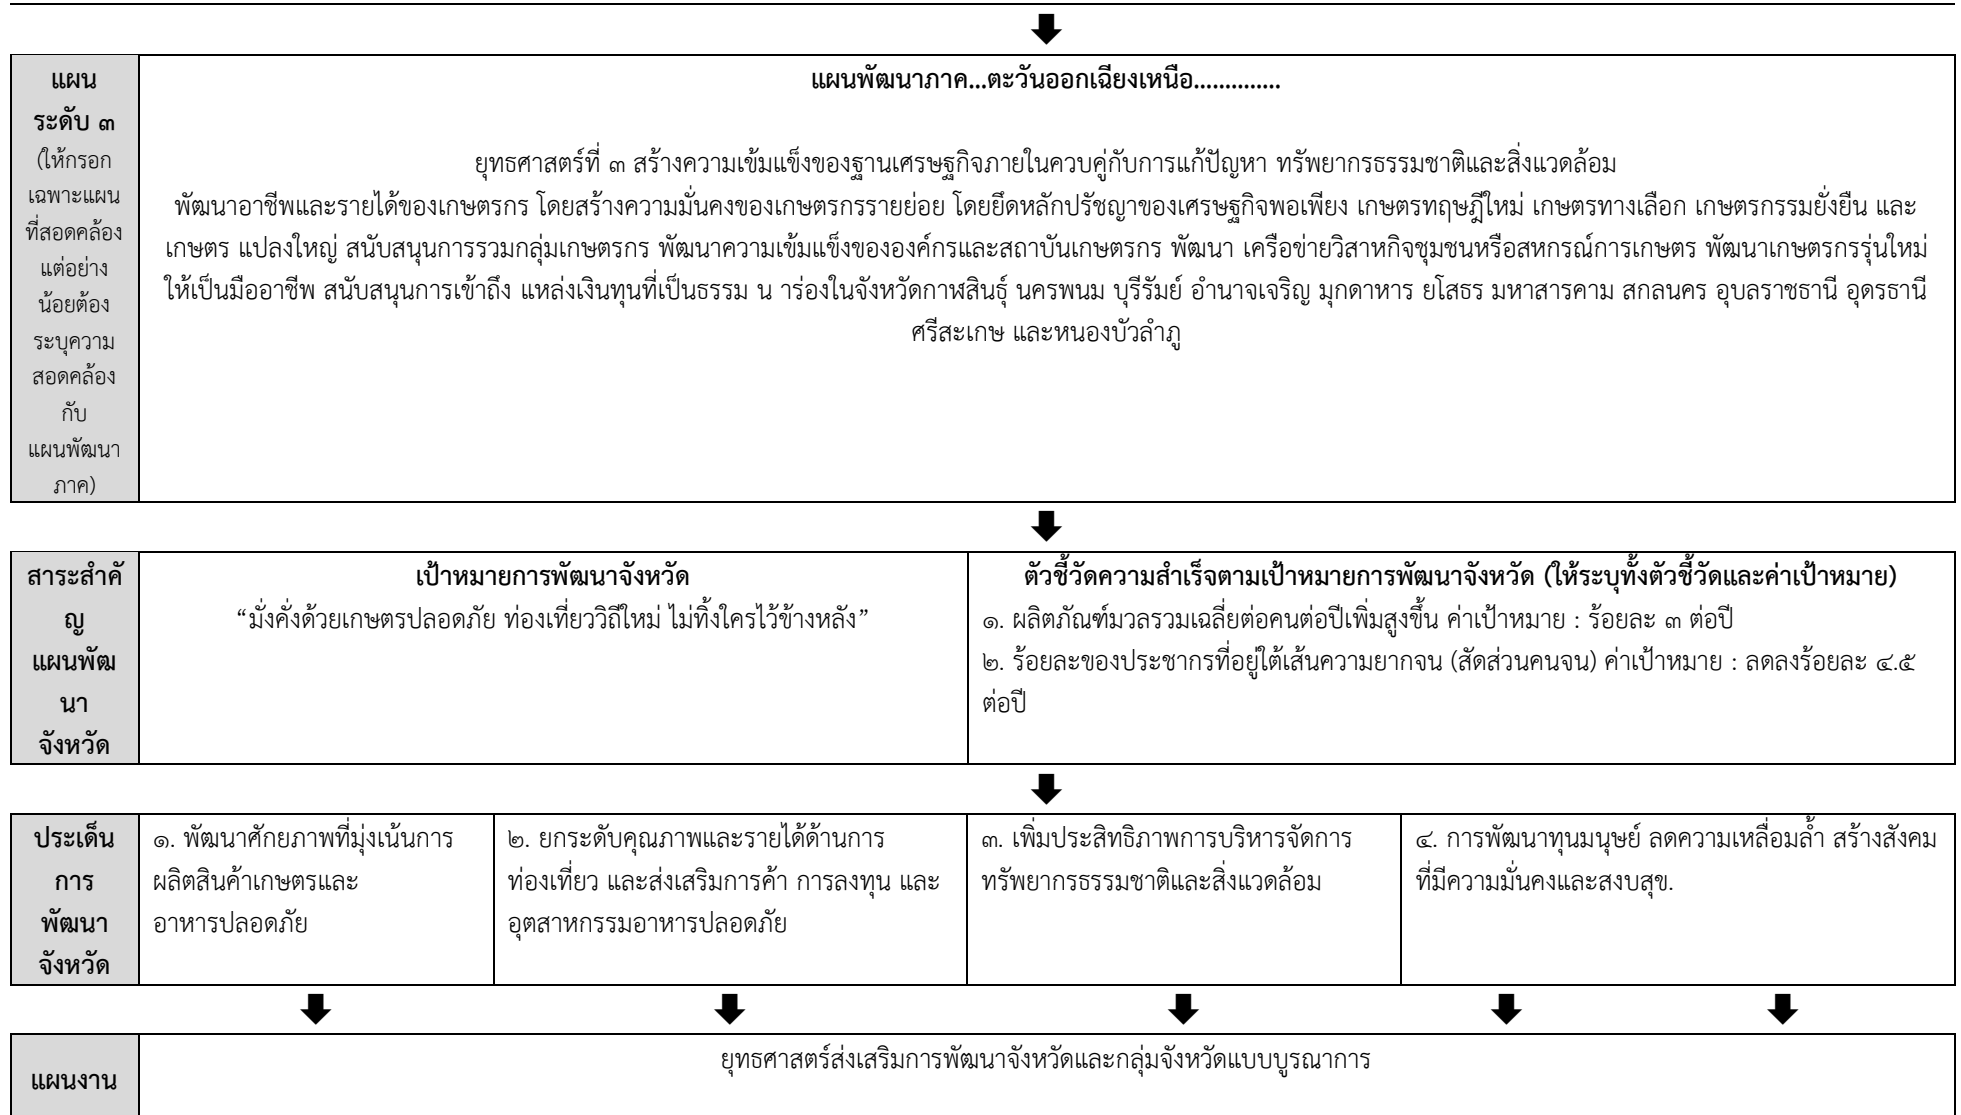 แผน
ระดับ ๓
(ให้กรอก
เฉพาะแผน
ที่สอดคล้อง
แต่อย่าง
น้อยต้อง
ระบุความ
สอดคล้อง
กับ
แผนพัฒนา
ภาค)
แผนพัฒนาภาค...ตะวันออกเฉียงเหนือ..............
ยุทธศาสตร์ที่ ๓ สร้างความเข้มแข็งของฐานเศรษฐกิจภายในควบคู่กับการแก้ปัญหา ทรัพยากรธรรมชาติและสิ่งแวดล้อม
พัฒนาอาชีพและรายได้ของเกษตรกร โดยสร้างความมั่นคงของเกษตรกรรายย่อย โดยยึดหลักปรัชญาของเศรษฐกิจพอเพียง เกษตรทฤษฎีใหม่ เกษตรทางเลือก เกษตรกรรมยั่งยืน และ
เกษตร แปลงใหญ่ สนับสนุนการรวมกลุ่มเกษตรกร พัฒนาความเข้มแข็งขององค์กรและสถาบันเกษตรกร พัฒนา เครือข่ายวิสาหกิจชุมชนหรือสหกรณ์การเกษตร พัฒนาเกษตรกรรุ่นใหม่
ให้เป็นมืออาชีพ สนับสนุนการเข้าถึง แหล่งเงินทุนที่เป็นธรรม น าร่องในจังหวัดกาฬสินธุ์ นครพนม บุรีรัมย์ อำนาจเจริญ มุกดาหาร ยโสธร มหาสารคาม สกลนคร อุบลราชธานี อุดรธานี
ศรีสะเกษ และหนองบัวลำภู
สาระสำคั
ญ
แผนพัฒ
นา
จังหวัด
เป้าหมายการพัฒนาจังหวัด
“มั่งคั่งด้วยเกษตรปลอดภัย ท่องเที่ยววิถีใหม่ ไม่ทิ้งใครไว้ข้างหลัง”
ตัวชี้วัดความสำเร็จตามเป้าหมายการพัฒนาจังหวัด (ให้ระบุทั้งตัวชี้วัดและค่าเป้าหมาย)
๑. ผลิตภัณฑ์มวลรวมเฉลี่ยต่อคนต่อปีเพิ่มสูงขึ้น ค่าเป้าหมาย : ร้อยละ ๓ ต่อปี
๒. ร้อยละของประชากรที่อยู่ใต้เส้นความยากจน (สัดส่วนคนจน) ค่าเป้าหมาย : ลดลงร้อยละ ๔.๕
ต่อปี
ประเด็น
การ
พัฒนา
จังหวัด
๑. พัฒนาศักยภาพที่มุ่งเน้นการ
ผลิตสินค้าเกษตรและ
อาหารปลอดภัย
๒. ยกระดับคุณภาพและรายได้ด้านการ
ท่องเที่ยว และส่งเสริมการค้า การลงทุน และ
อุตสาหกรรมอาหารปลอดภัย
๓. เพิ่มประสิทธิภาพการบริหารจัดการ
ทรัพยากรธรรมชาติและสิ่งแวดล้อม
๔. การพัฒนาทุนมนุษย์ ลดความเหลื่อมล้ำ สร้างสังคม
ที่มีความมั่นคงและสงบสุข.
แผนงาน
ยุทธศาสตร์ส่งเสริมการพัฒนาจังหวัดและกลุ่มจังหวัดแบบบูรณาการ